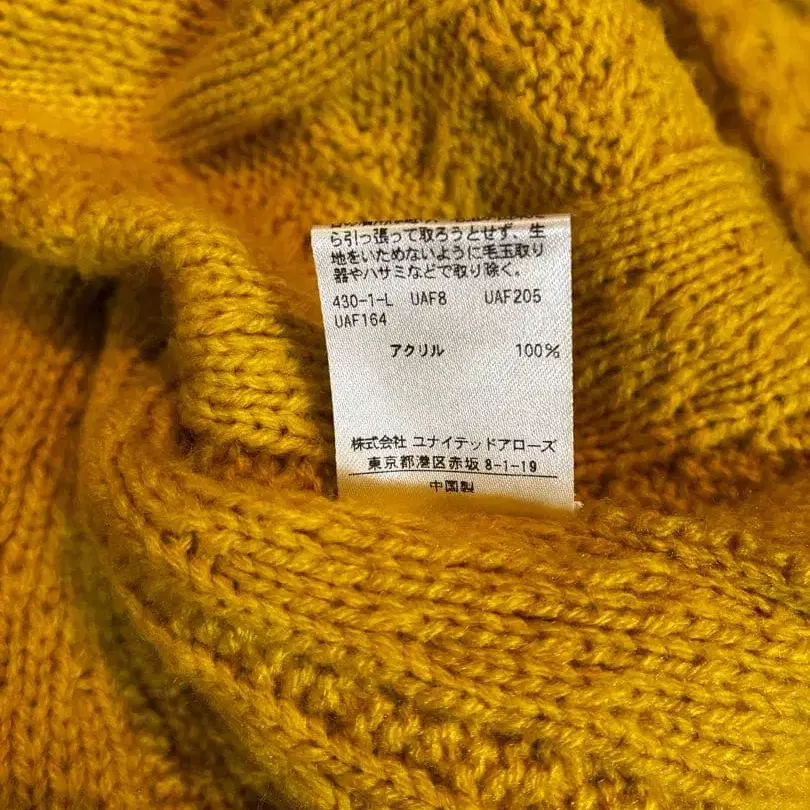 ら引っ張って取ろうとせず、生
地をいためないように毛玉取り
器やハサミなどで取り除く。
430-1-L UAF8 UAF205
UAF164
アクリル 100%
株式会社 ユナイテッドアローズ
東京都港区赤坂 8-1-19
中国製